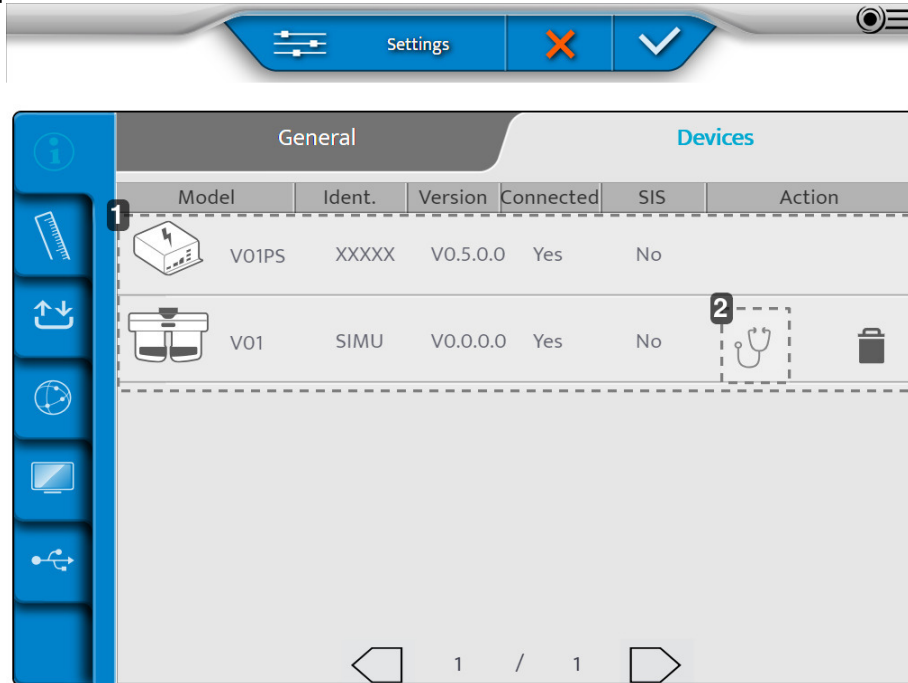 Settings
General Devices
Model Ident. Version Connected SIS Action
1
V01PS XXXXX V0.5.0.0 Yes No
2
V01 SIMU V0.0.0.0 Yes No
1 / 1